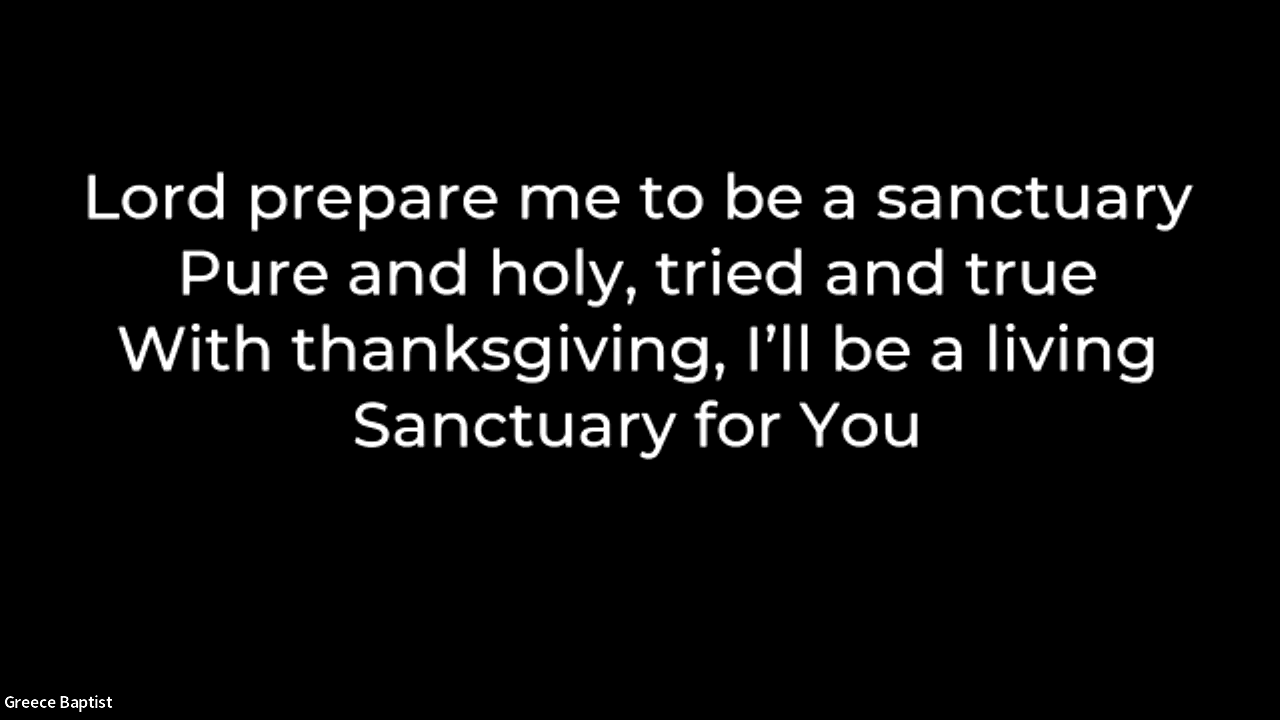 Lord prepare me to be a sanctuary
Pure and holy, tried and true
With thanksgiving, I’ll be a living
Sanctuary for You
Greece Baptist